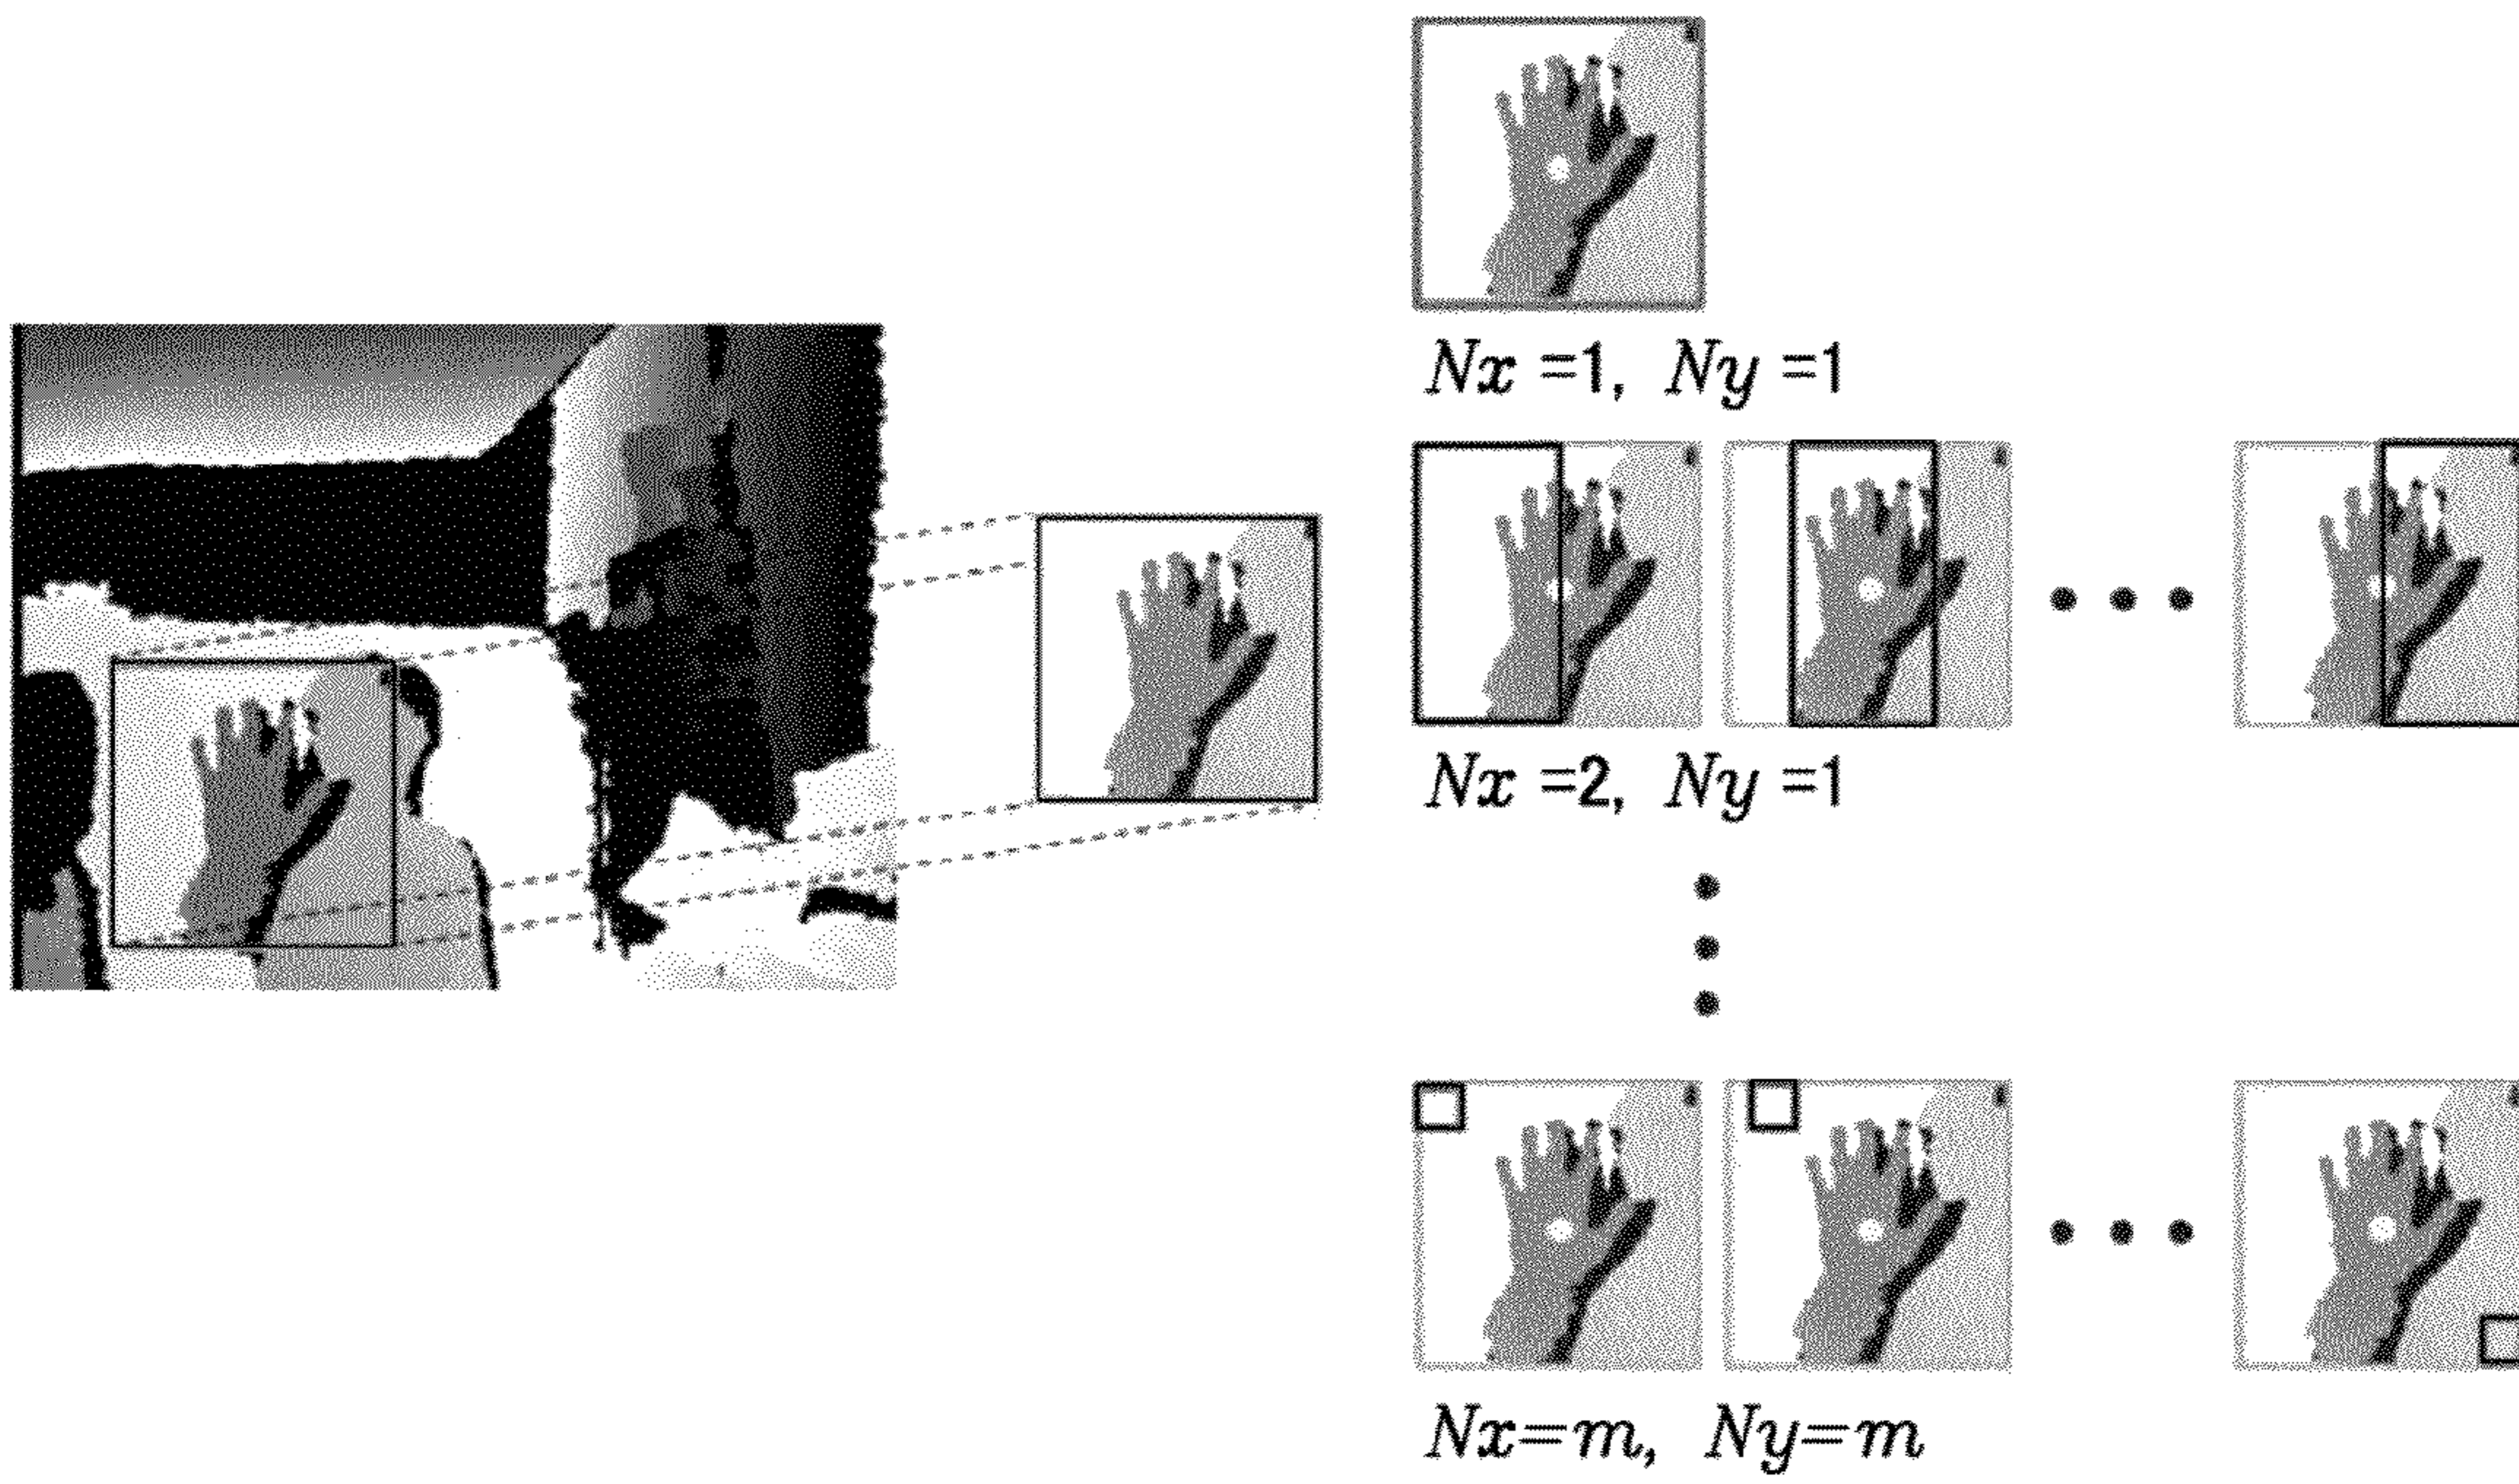 Nx =1, Ny =1
Nx =2, Ny =1
Nx=m, Ny=m